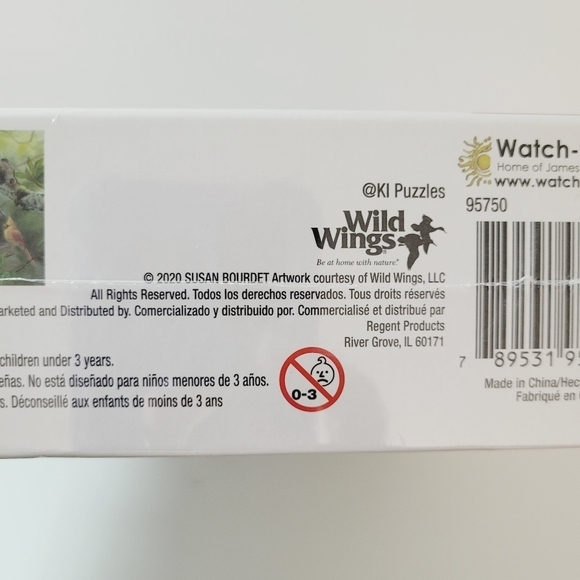 Watch-
Home of James
www.watch
@KI Puzzles
95750
Wild
Wings®
Be at home with nature.®
© 2020 SUSAN BOURDET Artwork courtesy of Wild Wings, LLC
All Rights Reserved. Todos los derechos reservados. Tous droits réservés
arketed and Distributed by. Comercializado y distribuido por. Commercialisé et distribué par
Regent Products
River Grove, IL 60171
children under 3 years.
eñas. No está diseñado para niños menores de 3 años.
s. Déconseillé aux enfants de moins de 3 ans
0-3
7 89531 95
Made in China/Hec
Fabriqué en